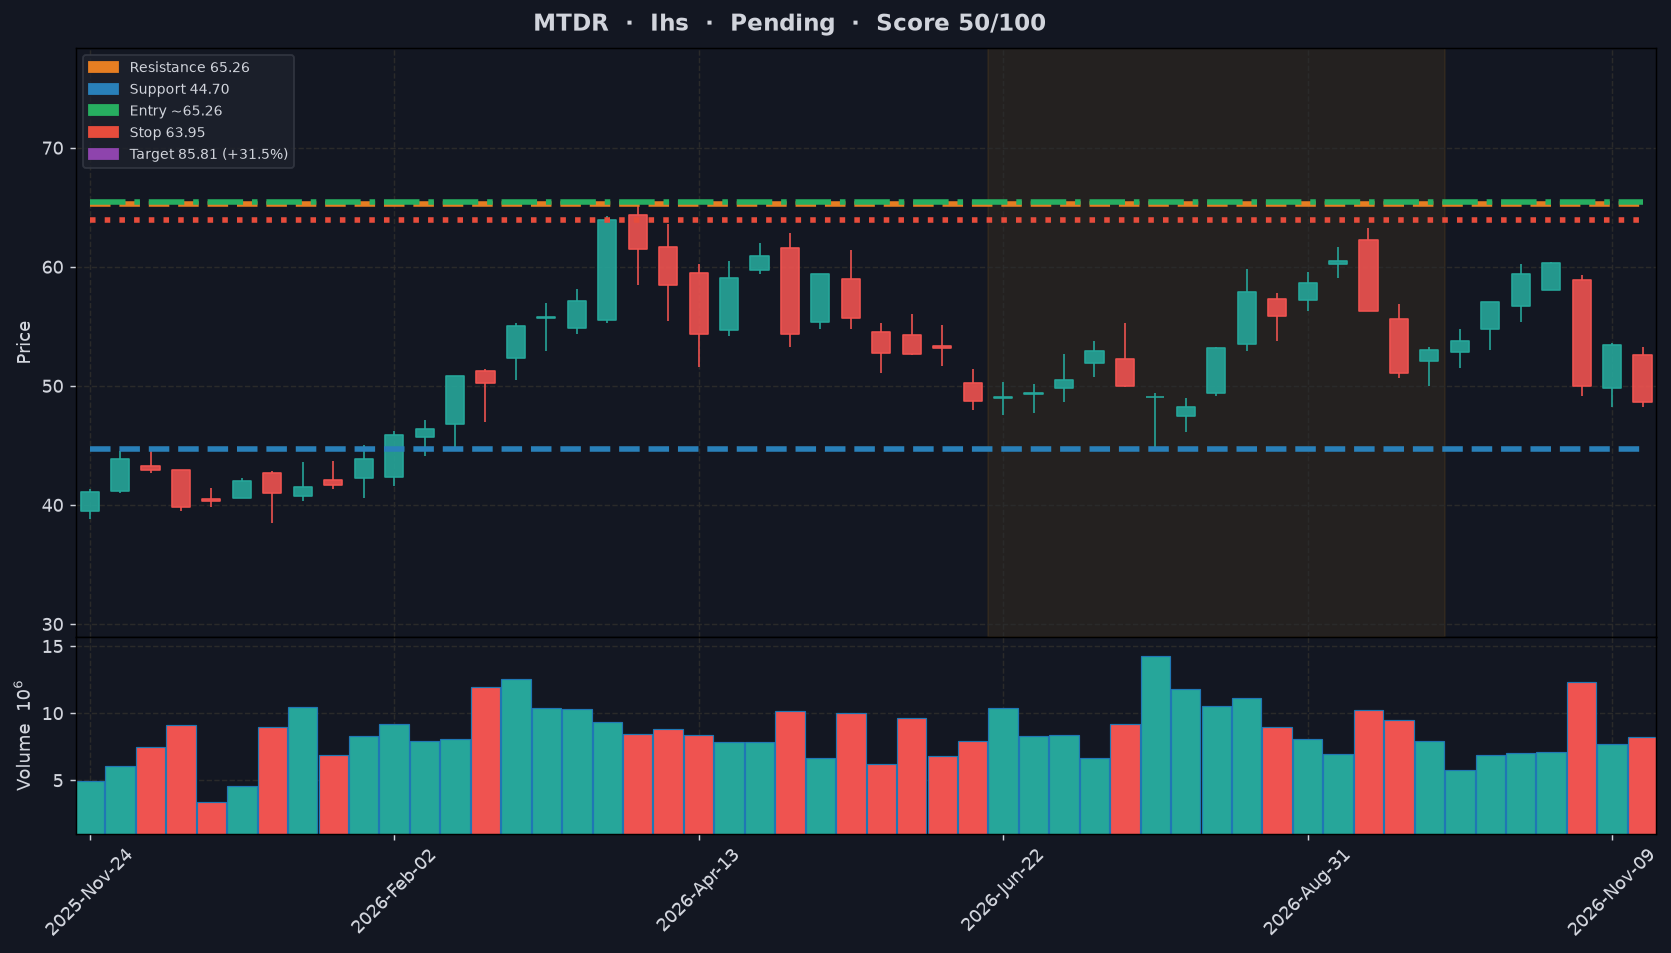 MTDR · Ihs · Pending · Score 50/100
Resistance 65.26
Support 44.70
Entry ~65.26
Stop 63.95
Target 85.81 (+31.5%)
70
60
50
40
30
Price
15
10
5
Volume 10^6
2025-Nov-24
2026-Feb-02
2026-Apr-13
2026-Jun-22
2026-Aug-31
2026-Nov-09